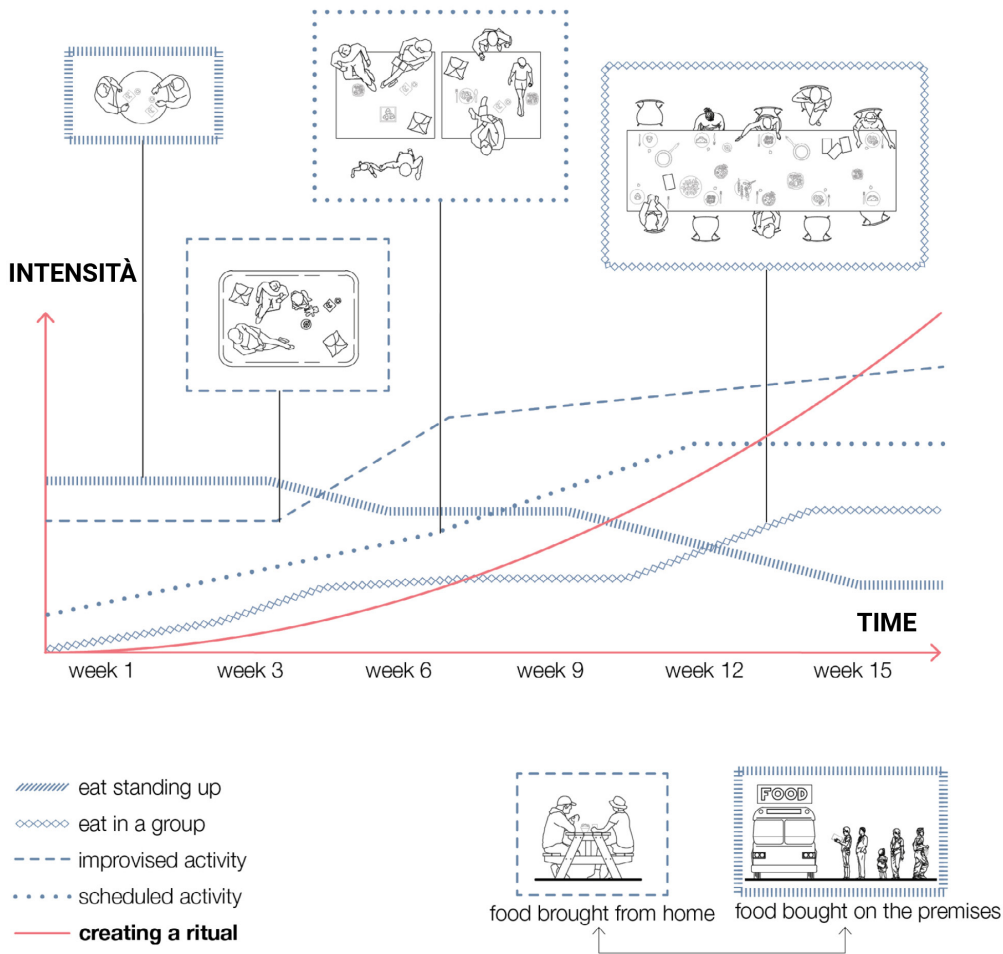 INTENSITÀ
TIME
week 1 week 3 week 6 week 9 week 12 week 15
eat standing up
eat in a group
improvised activity
scheduled activity
creating a ritual
FOOD
food brought from home
food bought on the premises